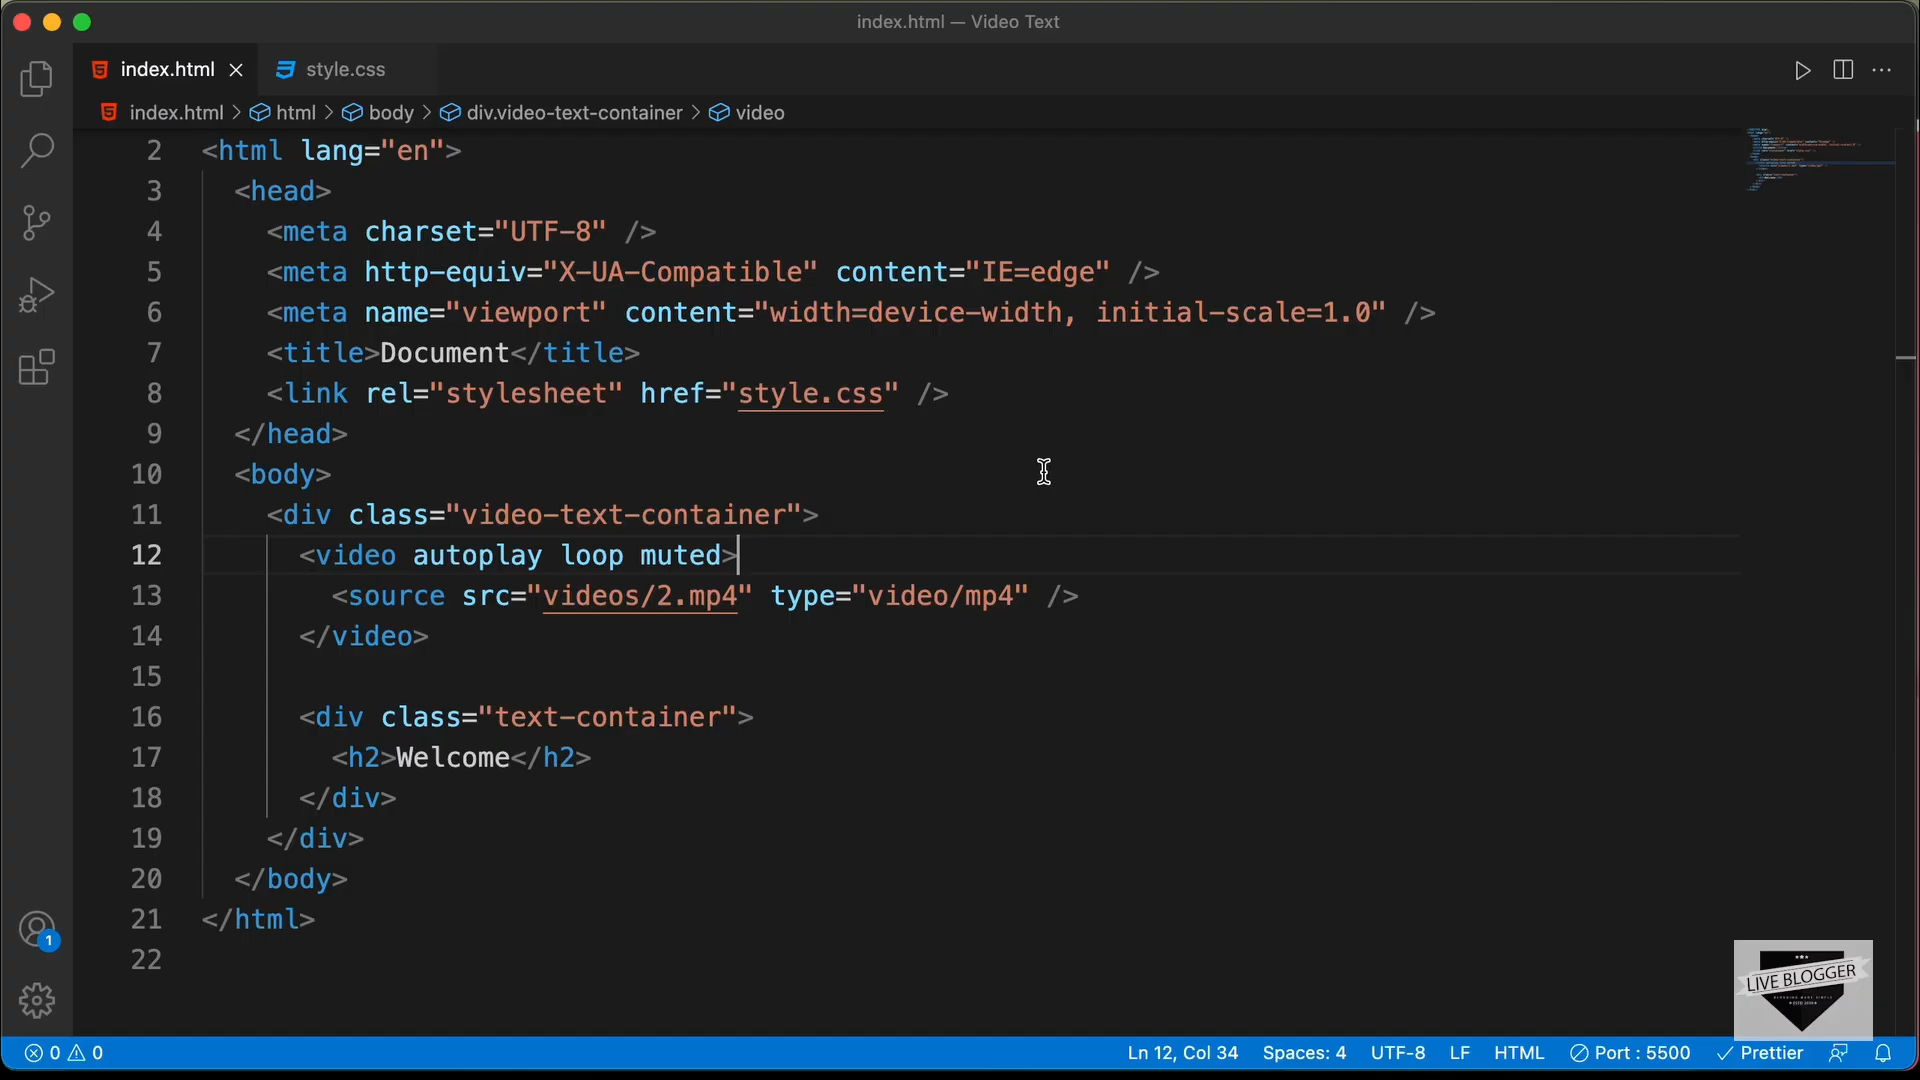 index.html — Video Text
index.html
style.css
index.html > html > body > div.video-text-container > video
2 <html lang="en">
3 <head>
4 <meta charset="UTF-8" />
5 <meta http-equiv="X-UA-Compatible" content="IE=edge" />
6 <meta name="viewport" content="width=device-width, initial-scale=1.0" />
7 <title>Document</title>
8 <link rel="stylesheet" href="style.css" />
9 </head>
10 <body>
11 <div class="video-text-container">
12 <video autoplay loop muted>
13 <source src="videos/2.mp4" type="video/mp4" />
14 </video>
15
16 <div class="text-container">
17 <h2>Welcome</h2>
18 </div>
19 </div>
20 </body>
21 </html>
22
1
LIVE BLOGGER
0 0 Ln 12, Col 34 Spaces: 4 UTF-8 LF HTML Port : 5500 Prettier